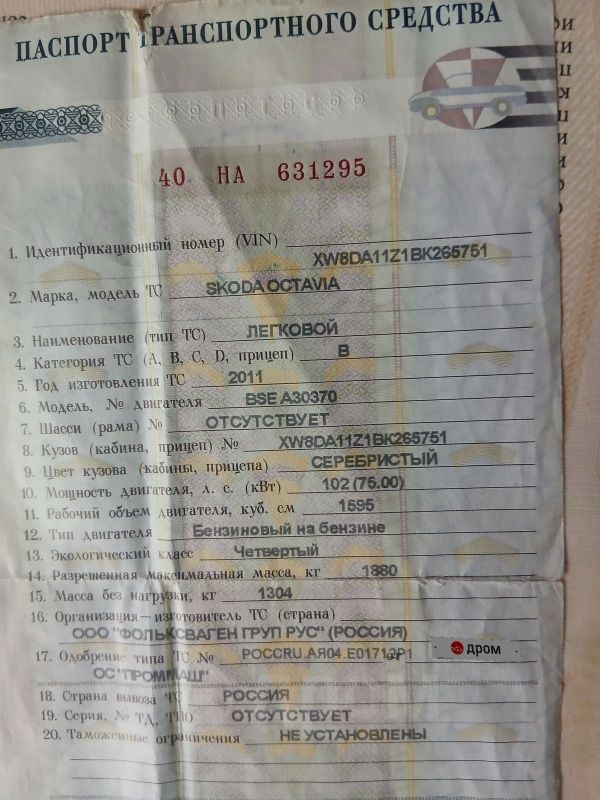 ПАСПОРТ ТРАНСПОРТНОГО СРЕДСТВА
40 НА 631295
1. Идентификационный номер (VIN) XW8DA11Z1BK265751
2. Марка, модель ТС SKODA OCTAVIA
3. Наименование (тип ТС) ЛЕГКОВОЙ
4. Категория ТС (А, В, С, D, прицеп) В
5. Год изготовления ТС 2011
6. Модель, № двигателя BSE A30370
7. Шасси (рама) № ОТСУТСТВУЕТ
8. Кузов (кабина, прицеп) № XW8DA11Z1BK265751
9. Цвет кузова (кабины, прицепа) СЕРЕБРИСТЫЙ
10. Мощность двигателя, л. с. (кВт) 102 (75.00)
11. Рабочий объем двигателя, куб. см 1595
12. Тип двигателя Бензиновый на бензине
13. Экологический класс Четвертый
14. Разрешенная максимальная масса, кг 1880
15. Масса без нагрузки, кг 1304
16. Организация–изготовитель ТС (страна)
ООО "ФОЛЬКСВАГЕН ГРУП РУС" (РОССИЯ)
17. Одобрение типа ТС № РОССRU.АЯ04.Е01713Р1 от
дром
ОС "ПРОММАШ"
18. Страна вывоза ТС РОССИЯ
19. Серия, № ТД, ТПО ОТСУТСТВУЕТ
20. Таможенные ограничения НЕ УСТАНОВЛЕНЫ